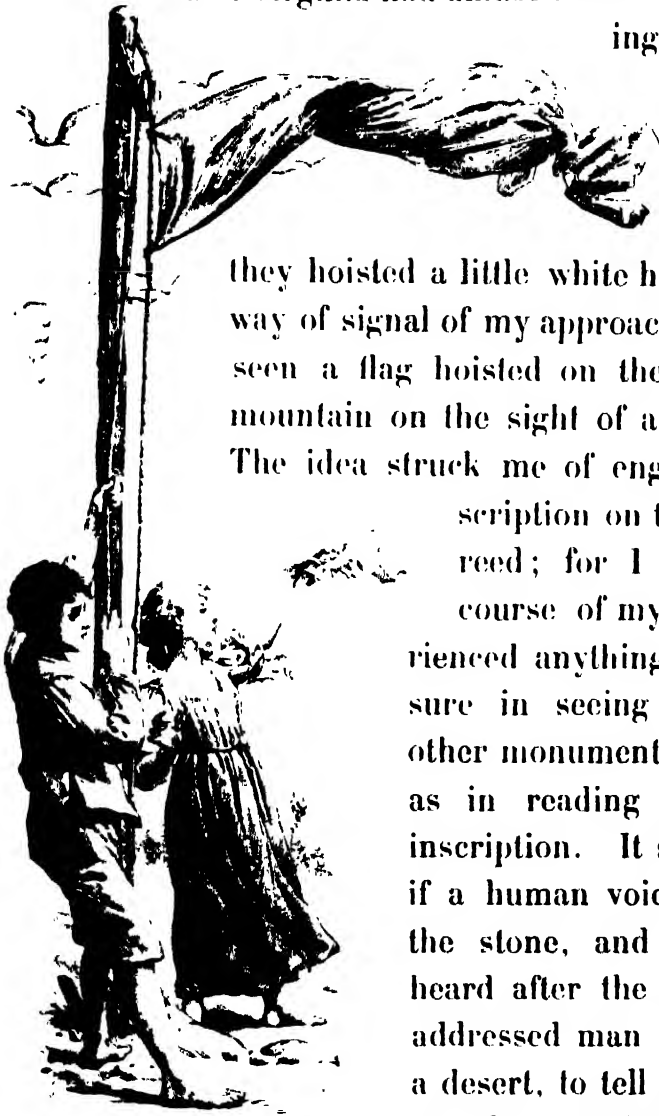 ing
they hoisted a little white h
way of signal of my approac
seen a flag hoisted on the
mountain on the sight of a
The idea struck me of eng
scription on t
reed; for I
course of my
rienced anything
sure in seeing
other monument
as in reading
inscription. It s
if a human voic
the stone, and
heard after the
addressed man
a desert, to tell